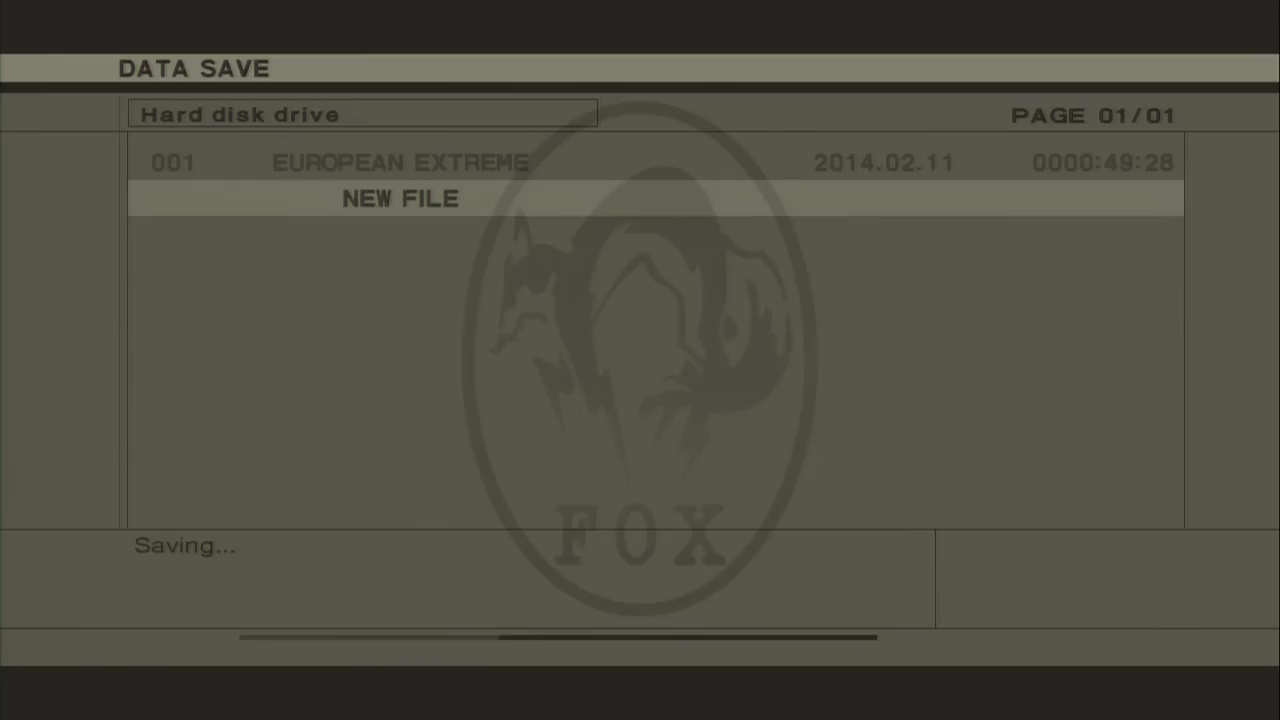 DATA SAVE
Hard disk drive
PAGE 01/01
001 EUROPEAN EXTREME 2014.02.11 0000:49:28
NEW FILE
FOX
Saving...